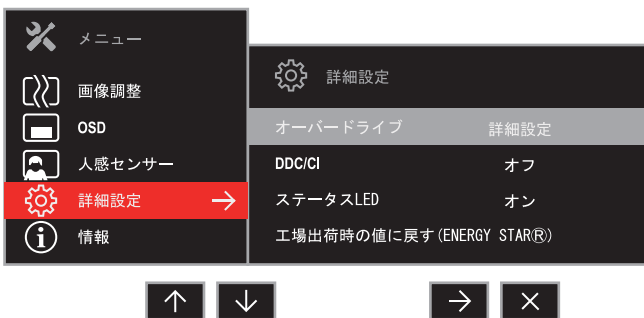 メニュー
画像調整
OSD
人感センサー
詳細設定
情報
詳細設定
オーバードライブ 詳細設定
DDC/CI オフ
ステータスLED オン
工場出荷時の値に戻す(ENERGY STAR®)